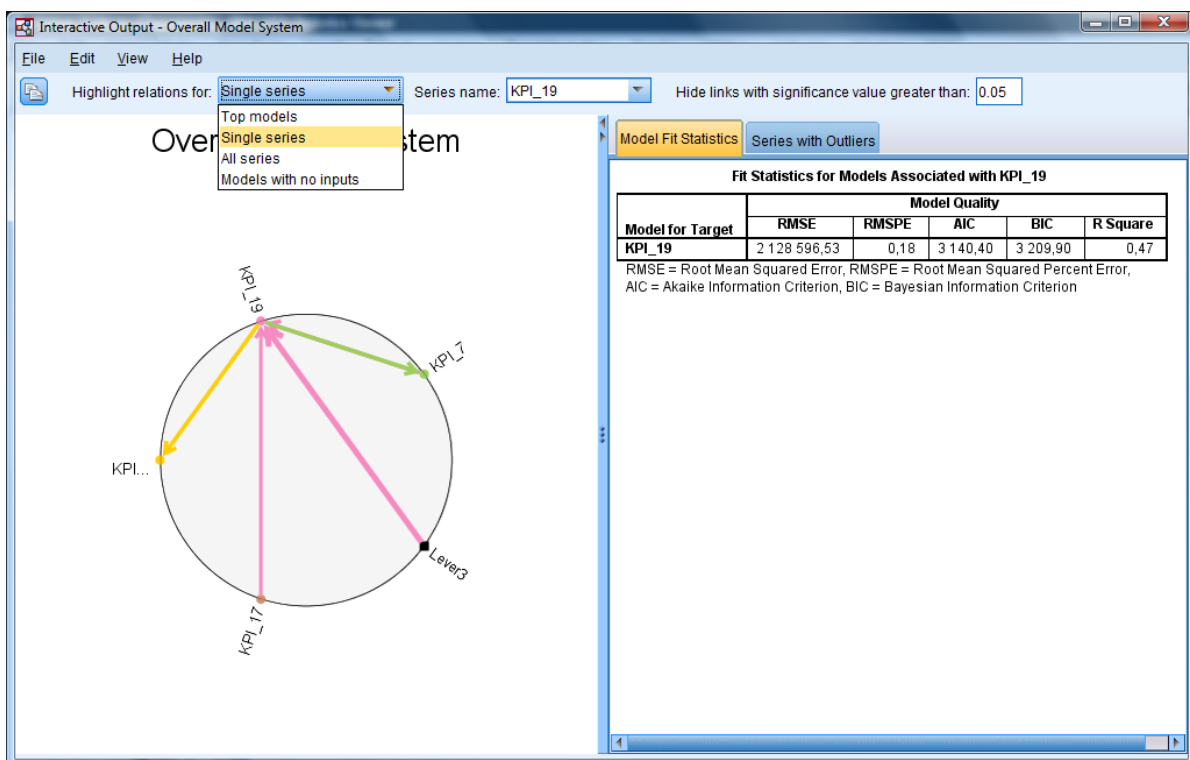 Interactive Output - Overall Model System
File Edit View Help
Highlight relations for: Single series Series name: KPI_19 Hide links with significance value greater than: 0.05
Top models
Single series
All series
Models with no inputs
Over stem
KPI_19
KPI_7
KPI...
Lever3
KPI_17
Model Fit Statistics Series with Outliers
Fit Statistics for Models Associated with KPI_19
Model for Target Model Quality
RMSE RMSPE AIC BIC R Square
KPI_19 2 128 596,53 0,18 3 140,40 3 209,90 0,47
RMSE = Root Mean Squared Error, RMSPE = Root Mean Squared Percent Error,
AIC = Akaike Information Criterion, BIC = Bayesian Information Criterion